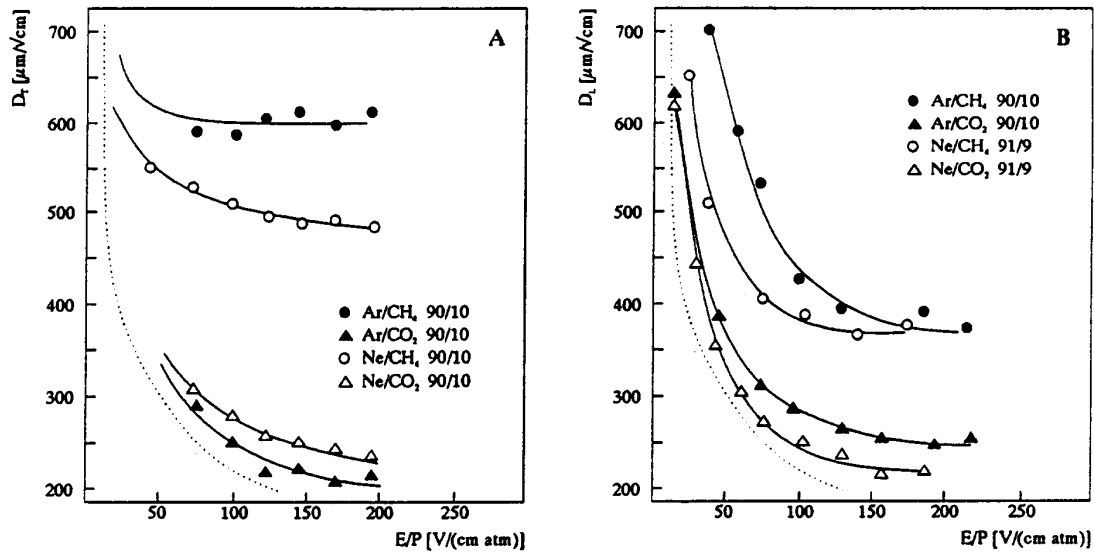 A
D_T [μm/√cm]
700
600
500
400
300
200
● Ar/CH₄ 90/10
▲ Ar/CO₂ 90/10
○ Ne/CH₄ 90/10
△ Ne/CO₂ 90/10
50 100 150 200 250
E/P [V/(cm atm)]
B
D_L [μm/√cm]
700
600
500
400
300
200
● Ar/CH₄ 90/10
▲ Ar/CO₂ 90/10
○ Ne/CH₄ 91/9
△ Ne/CO₂ 91/9
50 100 150 200 250
E/P [V/(cm atm)]